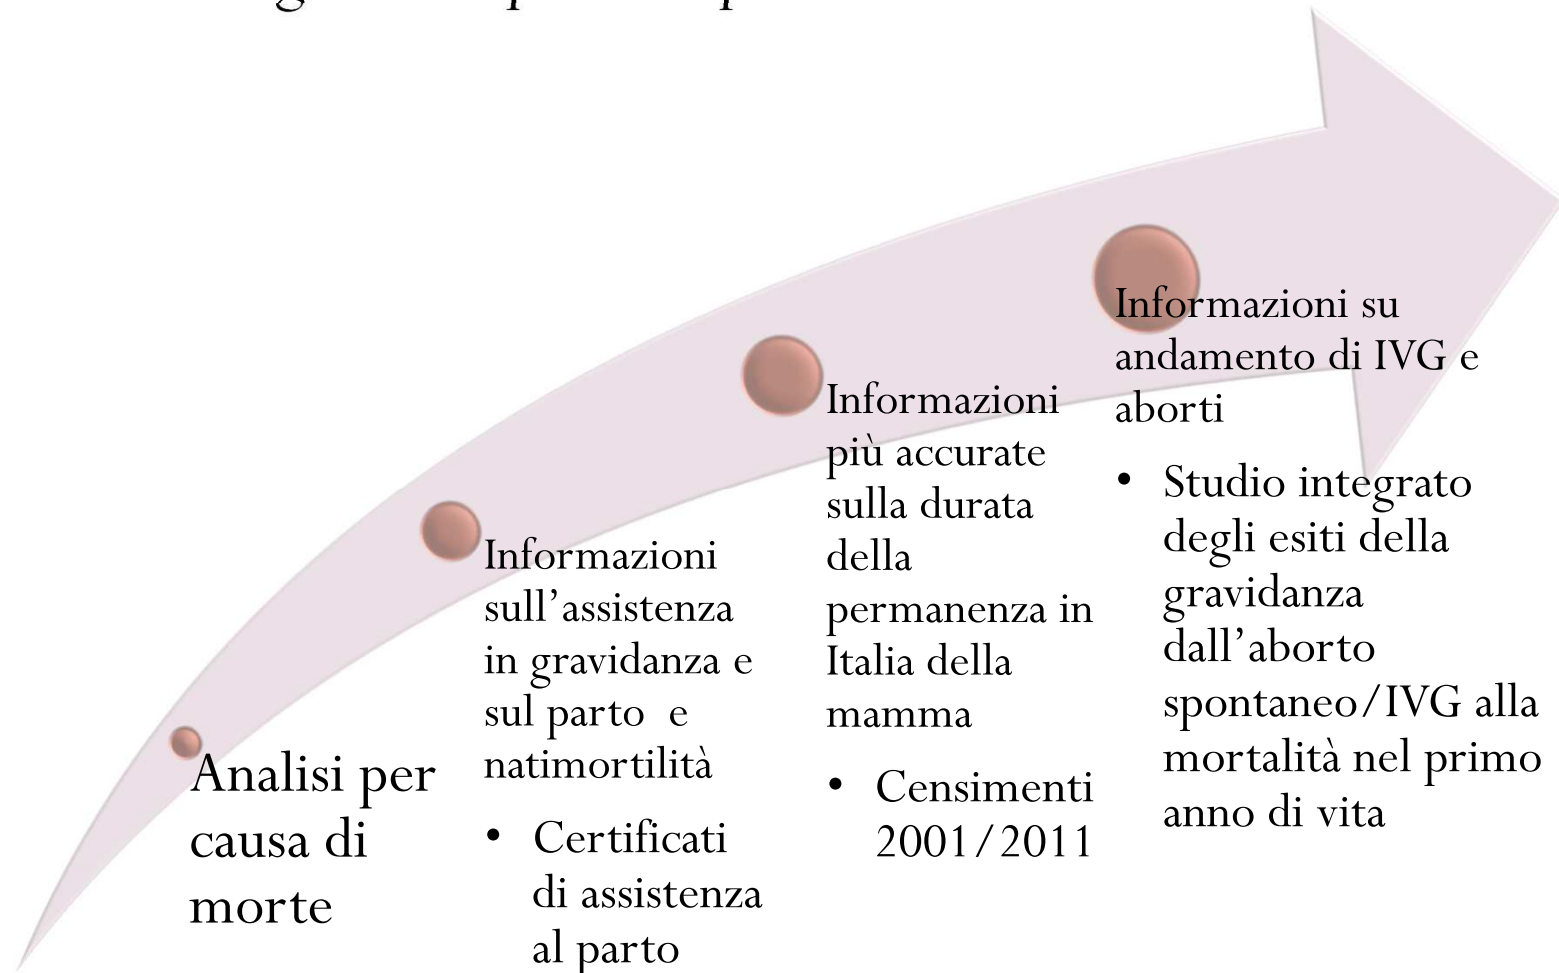 Analisi per
causa di
morte
Informazioni
sull’assistenza
in gravidanza e
sul parto e
natimortilità
• Certificati
di assistenza
al parto
Informazioni
più accurate
sulla durata
della
permanenza in
Italia della
mamma
• Censimenti
2001/2011
Informazioni su
andamento di IVG e
aborti
• Studio integrato
degli esiti della
gravidanza
dall’aborto
spontaneo/IVG alla
mortalità nel primo
anno di vita